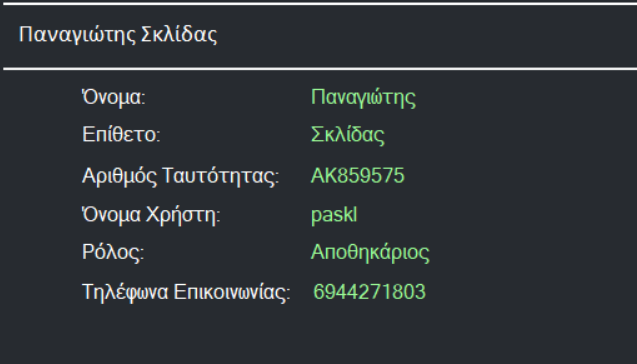 Παναγιώτης Σκλίδας
Όνομα: Παναγιώτης
Επίθετο: Σκλίδας
Αριθμός Ταυτότητας: ΑΚ859575
Όνομα Χρήστη: paskl
Ρόλος: Αποθηκάριος
Τηλέφωνα Επικοινωνίας: 6944271803